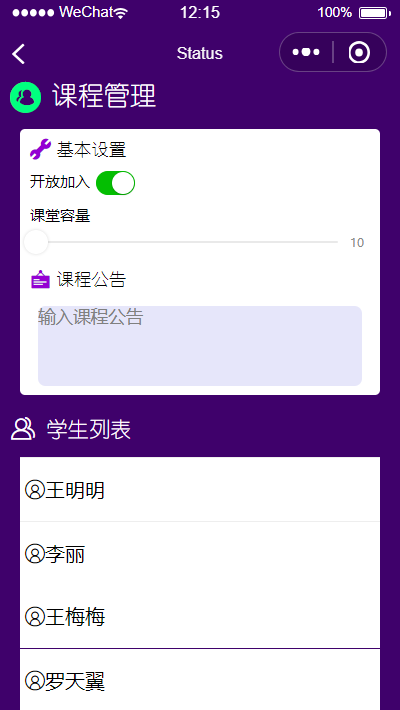 WeChat 12:15 100%
Status
课程管理
基本设置
开放加入
课堂容量
10
课程公告
输入课程公告
学生列表
王明明
李丽
王梅梅
罗天翼